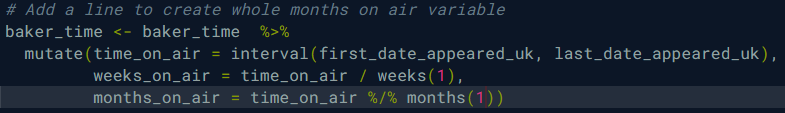 # Add a line to create whole months on air variable
baker_time <- baker_time  %>%
  mutate(time_on_air = interval(first_date_appeared_uk, last_date_appeared_uk),
         weeks_on_air = time_on_air / weeks(1),
         months_on_air = time_on_air %/% months(1))